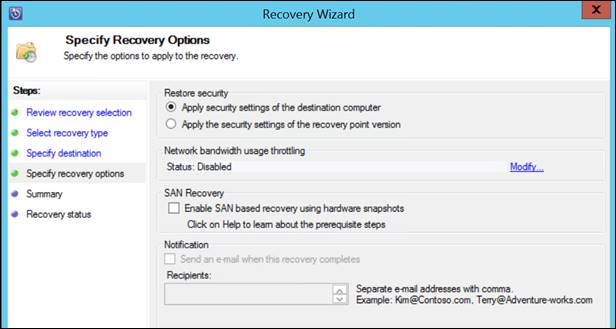 Recovery Wizard
x
Specify Recovery Options
Specify the options to apply to the recovery.
Steps:
Review recovery selection
Select recovery type
Specify destination
Specify recovery options
Summary
Recovery status
Restore security
Apply security settings of the destination computer
Apply the security settings of the recovery point version
Network bandwidth usage throttling
Status: Disabled
Modify...
SAN Recovery
Enable SAN based recovery using hardware snapshots
Click on Help to learn about the prerequisite steps
Notification
Send an e-mail when this recovery completes
Recipients:
Separate e-mail addresses with comma.
Example: Kim@Contoso.com, Terry@Adventure-works.com